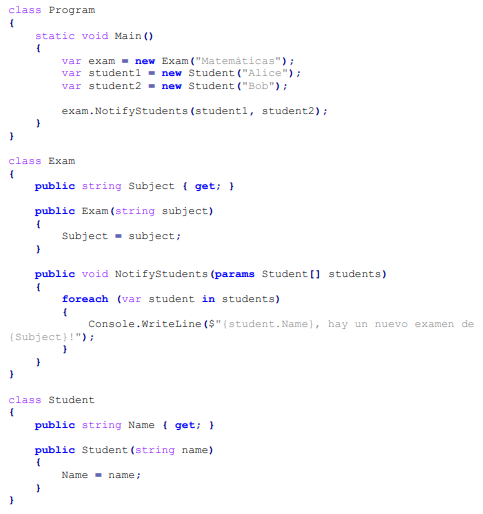 class Program
{
    static void Main()
    {
        var exam = new Exam("Matemáticas");
        var student1 = new Student("Alice");
        var student2 = new Student("Bob");

        exam.NotifyStudents(student1, student2);
    }
}

class Exam
{
    public string Subject { get; }

    public Exam(string subject)
    {
        Subject = subject;
    }

    public void NotifyStudents(params Student[] students)
    {
        foreach (var student in students)
        {
            Console.WriteLine($"{student.Name}, hay un nuevo examen de
{Subject}!");
        }
    }
}

class Student
{
    public string Name { get; }

    public Student(string name)
    {
        Name = name;
    }
}